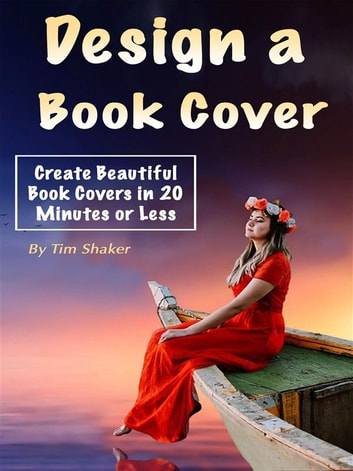 Design a
Book Cover
Create Beautiful
Book Covers in 20
Minutes or Less
By Tim Shaker